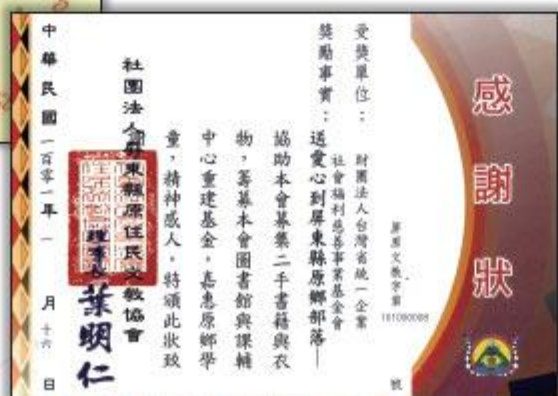 感謝狀
屏原文教字第
101000008
號
受獎單位：財團法人台灣省統一企業
社會福利慈善事業基金會
獎勵事實：送愛心到屏東縣原鄉部落—
協助本會募集二手書籍與衣
物，籌募本會圖書館與課輔
中心重建基金，嘉惠原鄉學
童，精神感人，特頒此狀致
社團法人屏東縣原住民文教協會
理事長葉明仁
中華民國一百零一年一月十六日